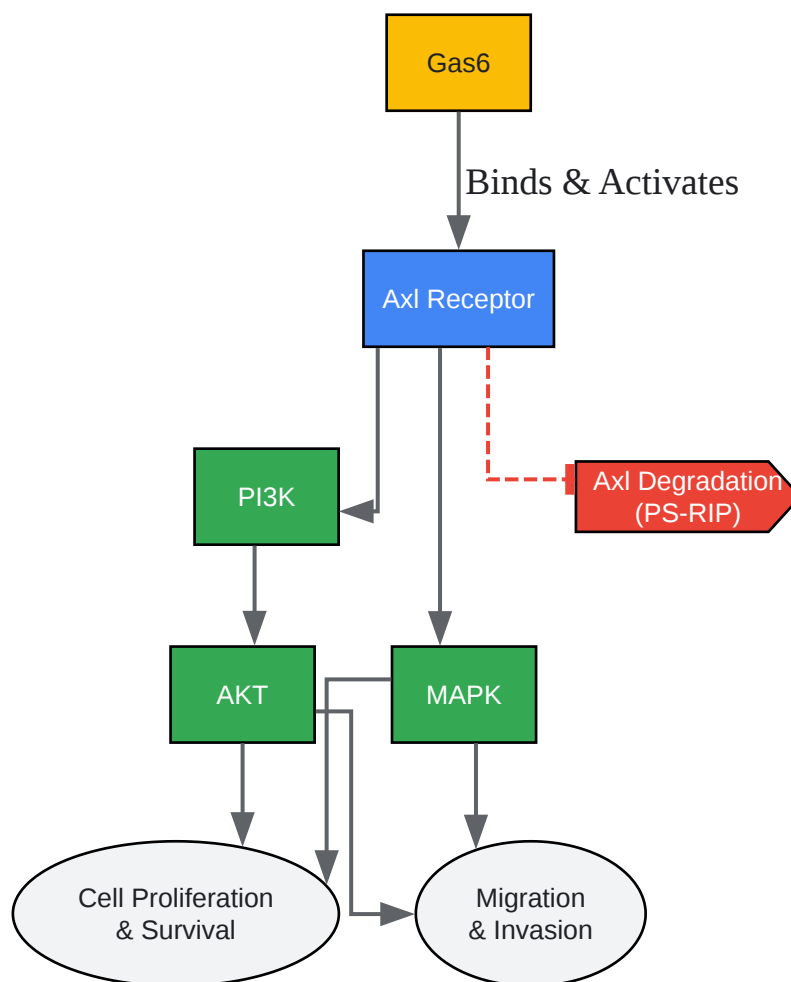 Gas6
Binds & Activates
Axl Receptor
PI3K
Axl Degradation
(PS-RIP)
AKT
MAPK
Cell Proliferation
& Survival
Migration
& Invasion